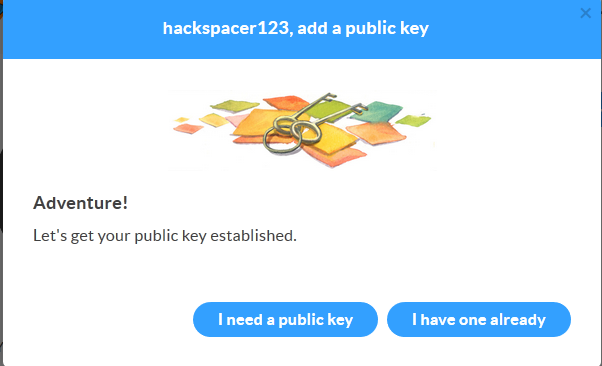 hackspacer123, add a public key
Adventure!
Let's get your public key established.
I need a public key
I have one already